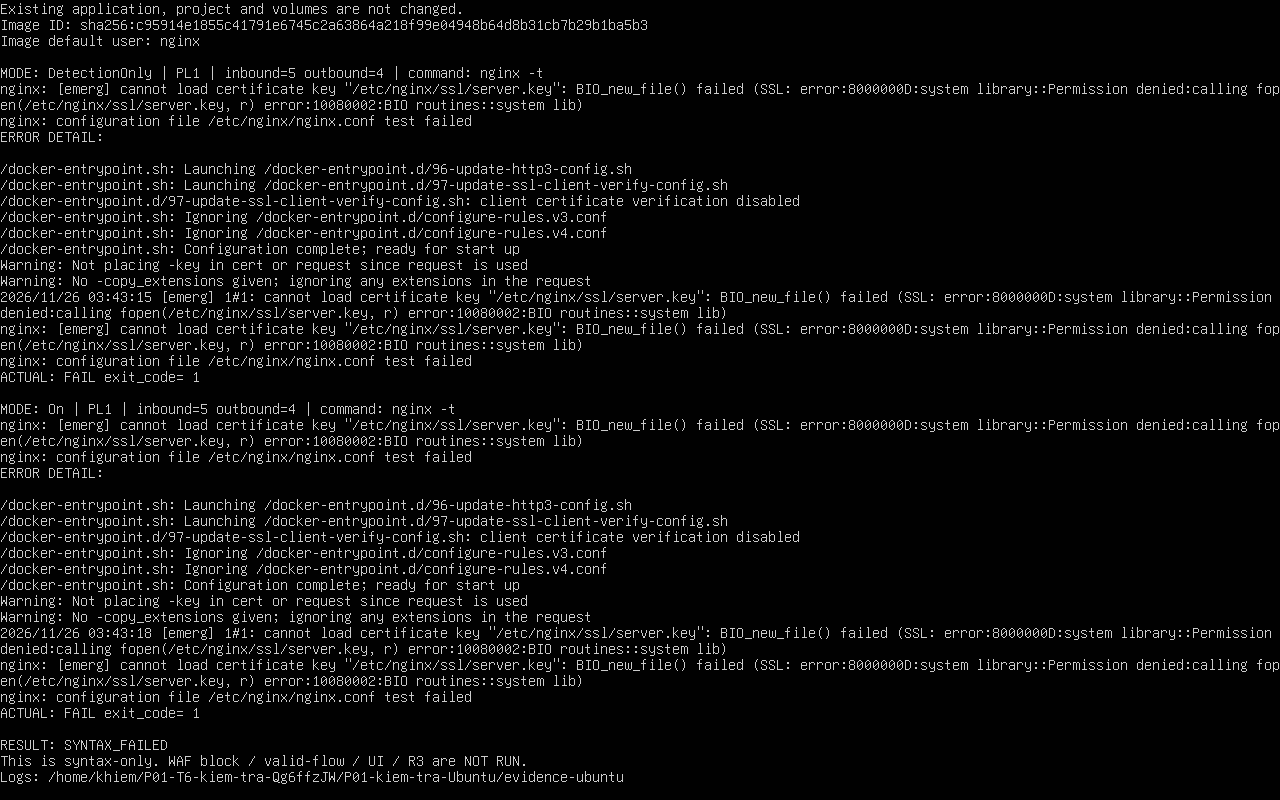 Existing application, project and volumes are not changed.
Image ID: sha256:c95914e1855c41791e6745c2a63864a218f99e04948b64d8b31cb7b29b1ba5b3
Image default user: nginx
MODE: DetectionOnly | PL1 | inbound=5 outbound=4 | command: nginx -t
nginx: [emerg] cannot load certificate key "/etc/nginx/ssl/server.key": BIO_new_file() failed (SSL: error:8000000D:system library::Permission denied:calling fop
en(/etc/nginx/ssl/server.key, r) error:10080002:BIO routines::system lib)
nginx: configuration file /etc/nginx/nginx.conf test failed
ERROR DETAIL:
/docker-entrypoint.sh: Launching /docker-entrypoint.d/96-update-http3-config.sh
/docker-entrypoint.sh: Launching /docker-entrypoint.d/97-update-ssl-client-verify-config.sh
/docker-entrypoint.d/97-update-ssl-client-verify-config.sh: client certificate verification disabled
/docker-entrypoint.sh: Ignoring /docker-entrypoint.d/configure-rules.v3.conf
/docker-entrypoint.sh: Ignoring /docker-entrypoint.d/configure-rules.v4.conf
/docker-entrypoint.sh: Configuration complete; ready for start up
Warning: Not placing -key in cert or request since request is used
Warning: No -copy_extensions given; ignoring any extensions in the request
2026/11/26 03:43:15 [emerg] 1#1: cannot load certificate key "/etc/nginx/ssl/server.key": BIO_new_file() failed (SSL: error:8000000D:system library::Permission
denied:calling fopen(/etc/nginx/ssl/server.key, r) error:10080002:BIO routines::system lib)
nginx: [emerg] cannot load certificate key "/etc/nginx/ssl/server.key": BIO_new_file() failed (SSL: error:8000000D:system library::Permission denied:calling fop
en(/etc/nginx/ssl/server.key, r) error:10080002:BIO routines::system lib)
nginx: configuration file /etc/nginx/nginx.conf test failed
ACTUAL: FAIL exit_code= 1
MODE: On | PL1 | inbound=5 outbound=4 | command: nginx -t
nginx: [emerg] cannot load certificate key "/etc/nginx/ssl/server.key": BIO_new_file() failed (SSL: error:8000000D:system library::Permission denied:calling fop
en(/etc/nginx/ssl/server.key, r) error:10080002:BIO routines::system lib)
nginx: configuration file /etc/nginx/nginx.conf test failed
ERROR DETAIL:
/docker-entrypoint.sh: Launching /docker-entrypoint.d/96-update-http3-config.sh
/docker-entrypoint.sh: Launching /docker-entrypoint.d/97-update-ssl-client-verify-config.sh
/docker-entrypoint.d/97-update-ssl-client-verify-config.sh: client certificate verification disabled
/docker-entrypoint.sh: Ignoring /docker-entrypoint.d/configure-rules.v3.conf
/docker-entrypoint.sh: Ignoring /docker-entrypoint.d/configure-rules.v4.conf
/docker-entrypoint.sh: Configuration complete; ready for start up
Warning: Not placing -key in cert or request since request is used
Warning: No -copy_extensions given; ignoring any extensions in the request
2026/11/26 03:43:18 [emerg] 1#1: cannot load certificate key "/etc/nginx/ssl/server.key": BIO_new_file() failed (SSL: error:8000000D:system library::Permission
denied:calling fopen(/etc/nginx/ssl/server.key, r) error:10080002:BIO routines::system lib)
nginx: [emerg] cannot load certificate key "/etc/nginx/ssl/server.key": BIO_new_file() failed (SSL: error:8000000D:system library::Permission denied:calling fop
en(/etc/nginx/ssl/server.key, r) error:10080002:BIO routines::system lib)
nginx: configuration file /etc/nginx/nginx.conf test failed
ACTUAL: FAIL exit_code= 1
RESULT: SYNTAX_FAILED
This is syntax-only. WAF block / valid-flow / UI / R3 are NOT RUN.
Logs: /home/khiem/P01-T6-kiem-tra-Qg6ffzJW/P01-kiem-tra-Ubuntu/evidence-ubuntu